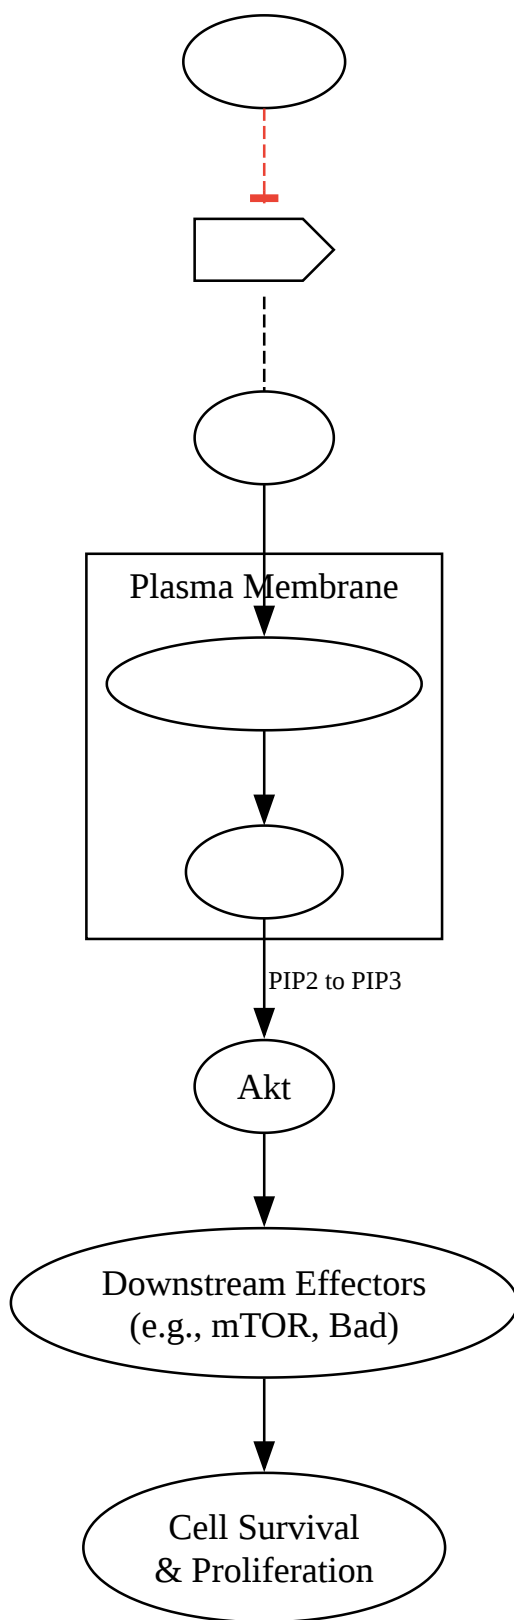 Plasma Membrane
PIP2 to PIP3
Akt
Downstream Effectors
(e.g., mTOR, Bad)
Cell Survival
& Proliferation